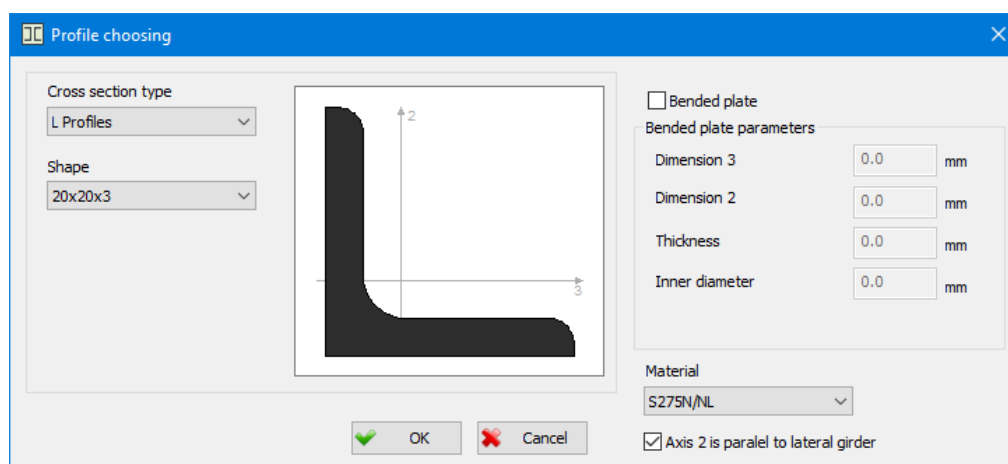 Profile choosing
Cross section type
L Profiles
Shape
20x20x3
2
3
Bended plate
Bended plate parameters
Dimension 3 0.0 mm
Dimension 2 0.0 mm
Thickness 0.0 mm
Inner diameter 0.0 mm
Material
S275N/NL
Axis 2 is paralel to lateral girder
OK Cancel